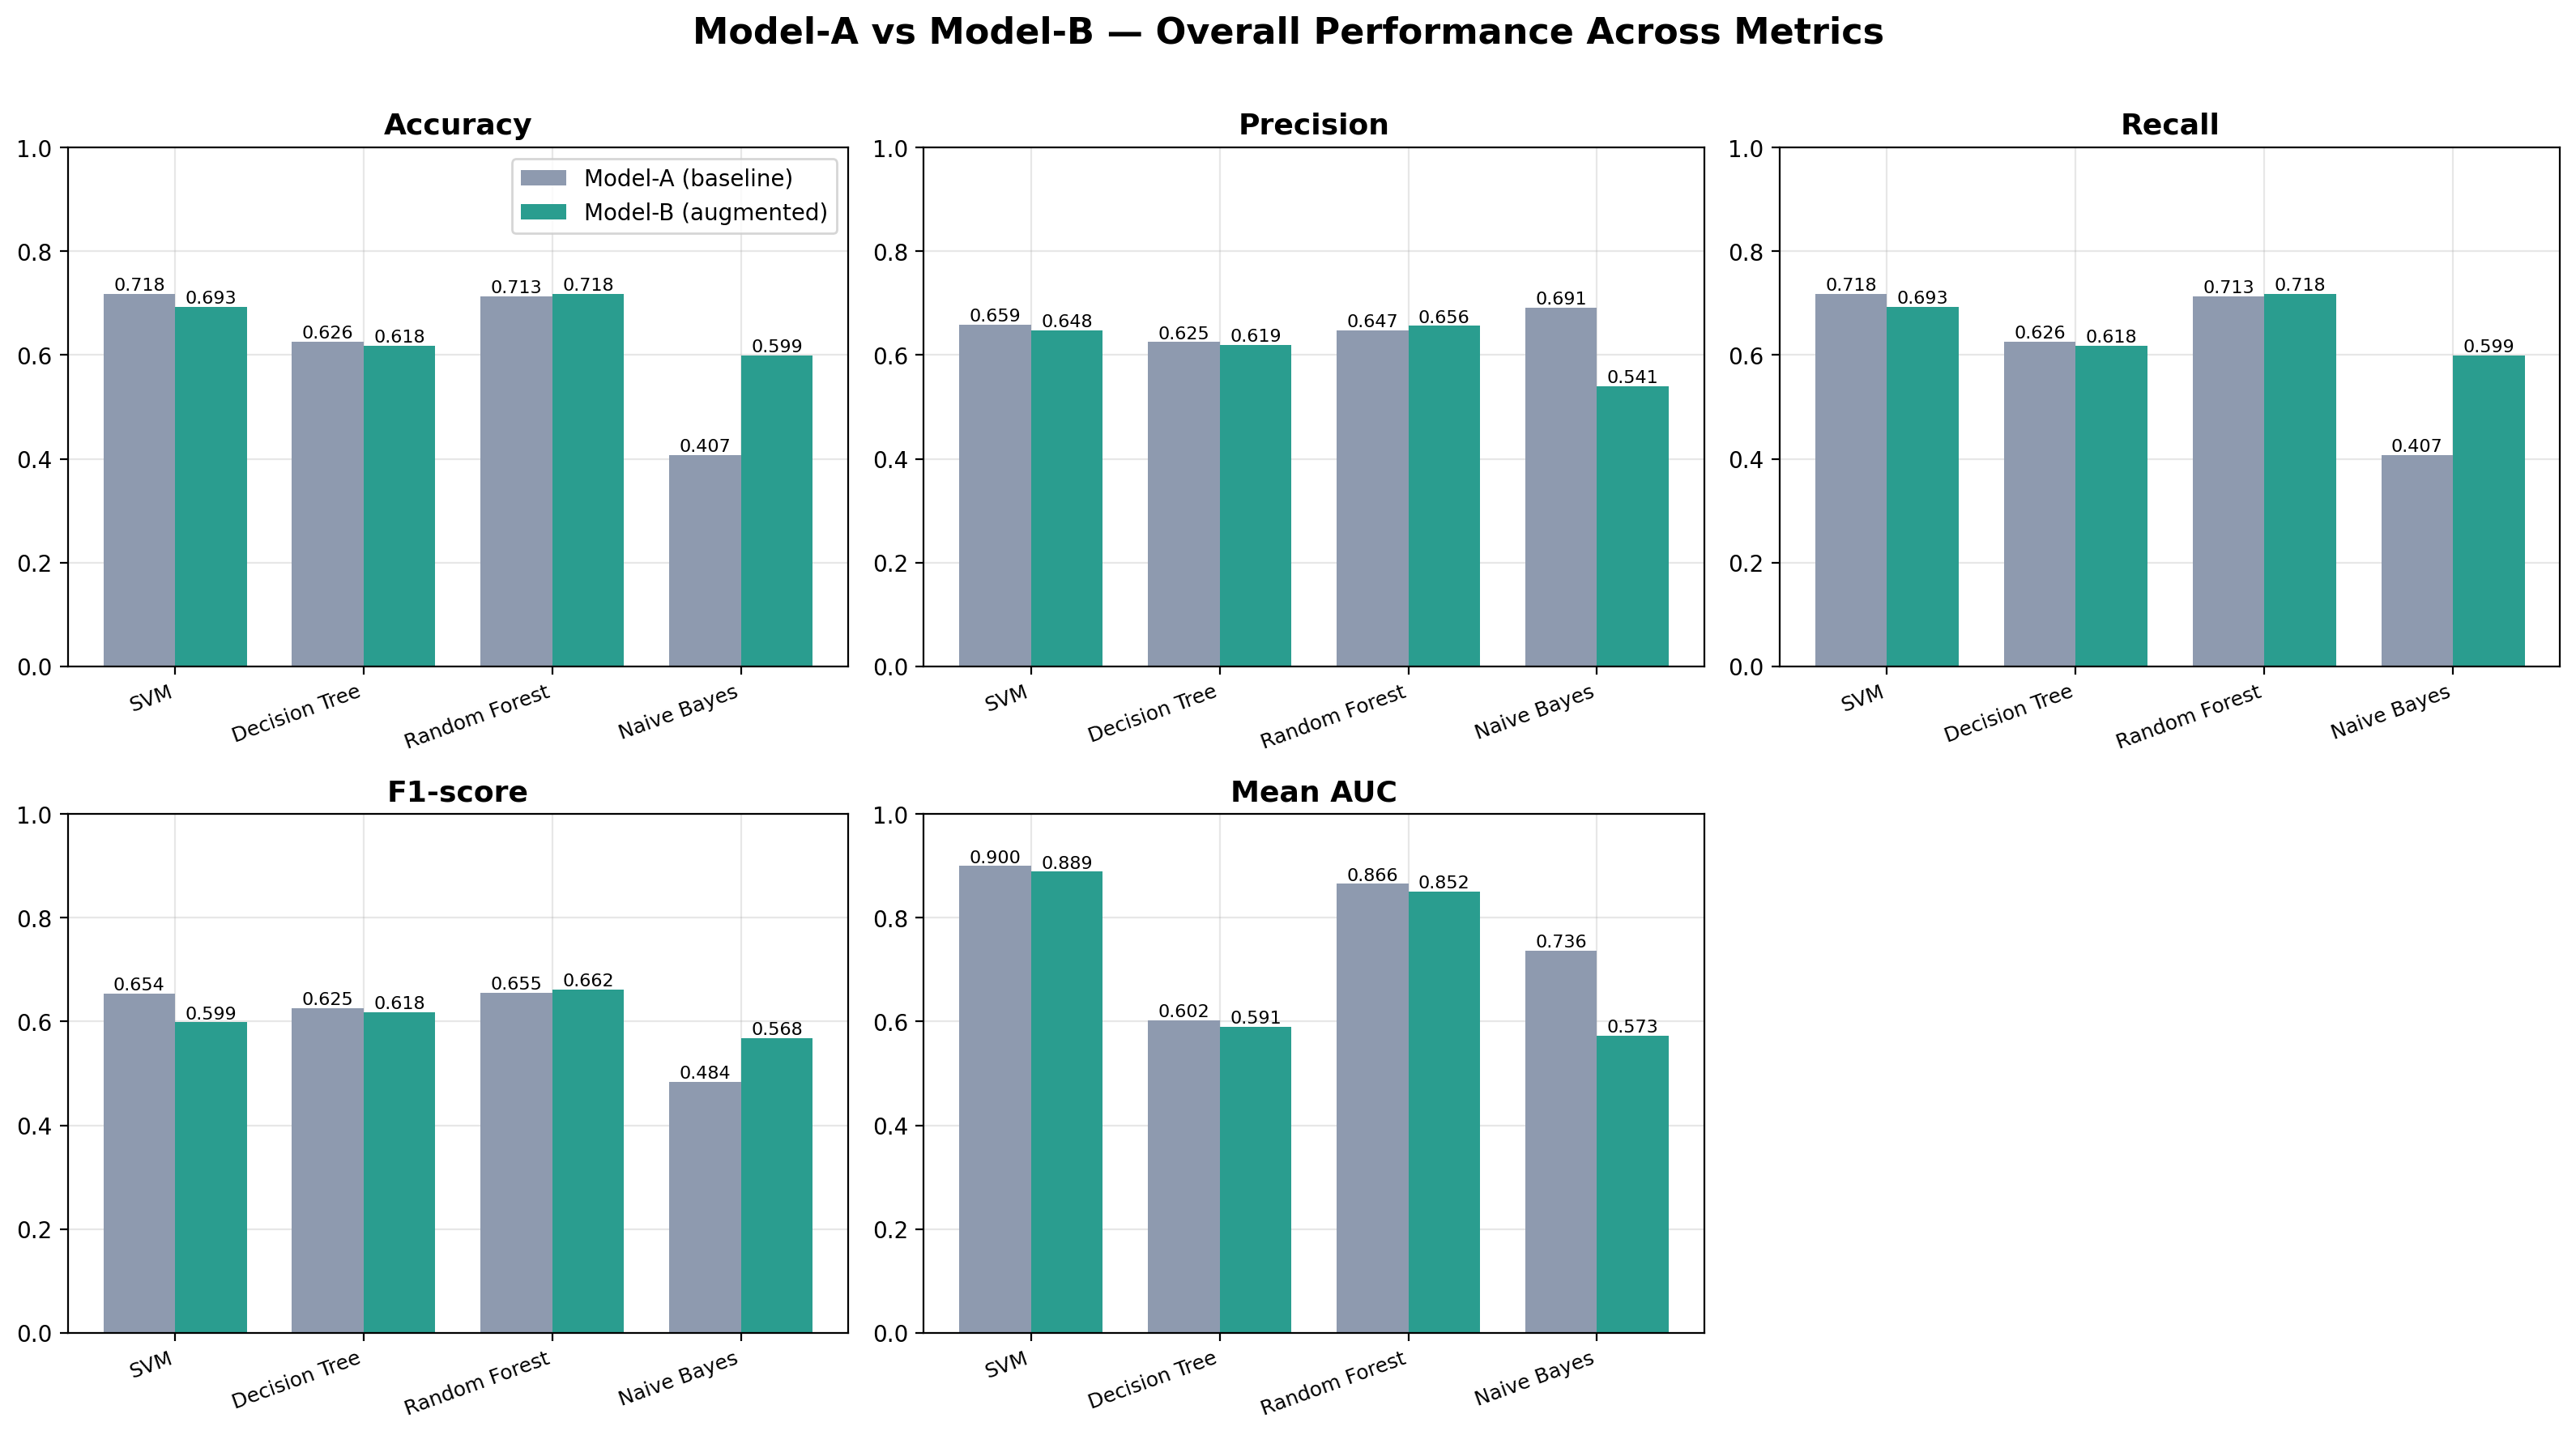 Model-A vs Model-B — Overall Performance Across Metrics
Accuracy
1.0
0.8
0.6
0.4
0.2
0.0
Model-A (baseline)
Model-B (augmented)
0.718
0.693
0.626
0.618
0.713
0.718
0.407
0.599
SVM
Decision Tree
Random Forest
Naive Bayes
Precision
1.0
0.8
0.6
0.4
0.2
0.0
0.659
0.648
0.625
0.619
0.647
0.656
0.691
0.541
SVM
Decision Tree
Random Forest
Naive Bayes
Recall
1.0
0.8
0.6
0.4
0.2
0.0
0.718
0.693
0.626
0.618
0.713
0.718
0.407
0.599
SVM
Decision Tree
Random Forest
Naive Bayes
F1-score
1.0
0.8
0.6
0.4
0.2
0.0
0.654
0.599
0.625
0.618
0.655
0.662
0.484
0.568
SVM
Decision Tree
Random Forest
Naive Bayes
Mean AUC
1.0
0.8
0.6
0.4
0.2
0.0
0.900
0.889
0.602
0.591
0.866
0.852
0.736
0.573
SVM
Decision Tree
Random Forest
Naive Bayes